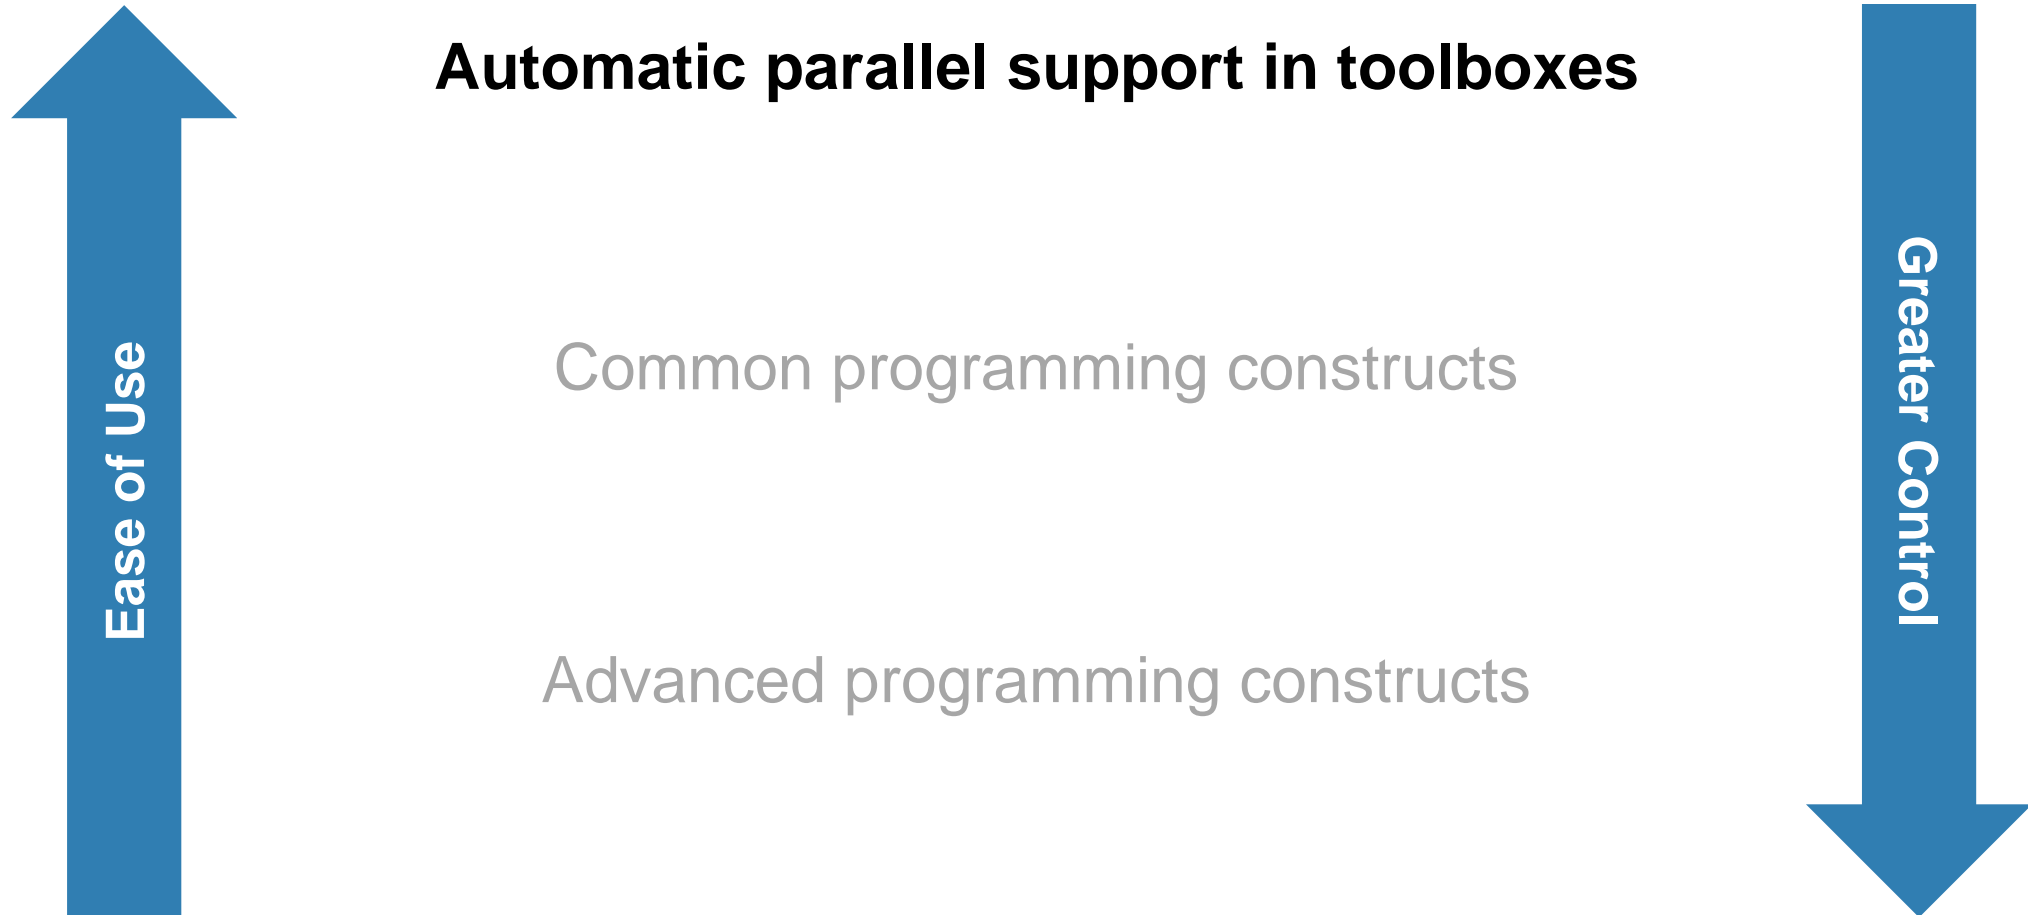 Automatic parallel support in toolboxes
Ease of Use
Common programming constructs
Greater Control
Advanced programming constructs